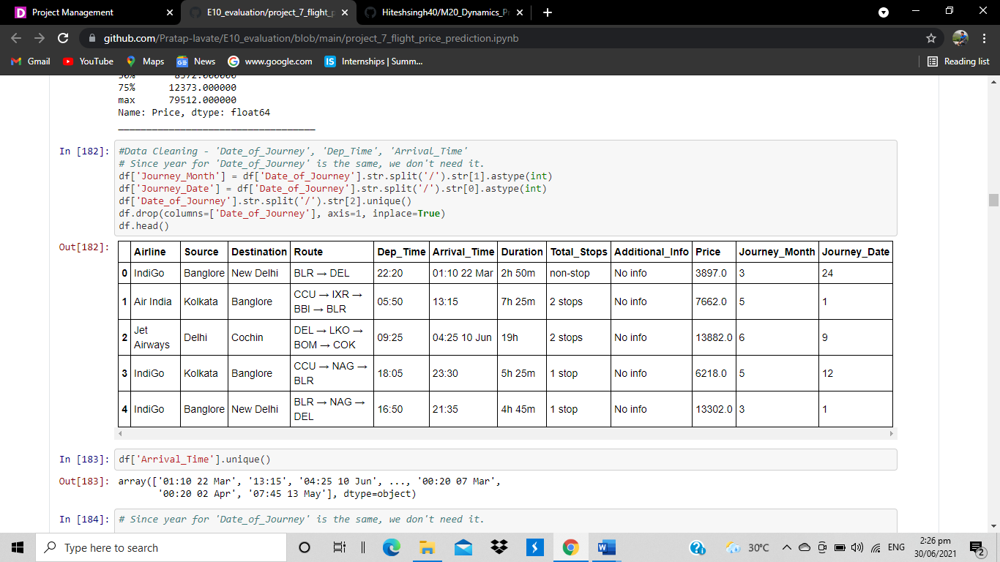 Project Management
E10_evaluation/project_7_flight_p
Hiteshsingh40/M20_Dynamics_Pr
github.com/Pratap-lavate/E10_evaluation/blob/main/project_7_flight_price_prediction.ipynb
Gmail YouTube Maps News www.google.com Internships | Summ... Reading list
50% 8372.000000
75% 12373.000000
max 79512.000000
Name: Price, dtype: float64
___________________________________
In [182]: #Data Cleaning - 'Date_of_Journey', 'Dep_Time', 'Arrival_Time'
# Since year for 'Date_of_Journey' is the same, we don't need it.
df['Journey_Month'] = df['Date_of_Journey'].str.split('/').str[1].astype(int)
df['Journey_Date'] = df['Date_of_Journey'].str.split('/').str[0].astype(int)
df['Date_of_Journey'].str.split('/').str[2].unique()
df.drop(columns=['Date_of_Journey'], axis=1, inplace=True)
df.head()
Out[182]:
Airline Source Destination Route Dep_Time Arrival_Time Duration Total_Stops Additional_Info Price Journey_Month Journey_Date
0 IndiGo Banglore New Delhi BLR → DEL 22:20 01:10 22 Mar 2h 50m non-stop No info 3897.0 3 24
1 Air India Kolkata Banglore CCU → IXR → BBI → BLR 05:50 13:15 7h 25m 2 stops No info 7662.0 5 1
2 Jet Airways Delhi Cochin DEL → LKO → BOM → COK 09:25 04:25 10 Jun 19h 2 stops No info 13882.0 6 9
3 IndiGo Kolkata Banglore CCU → NAG → BLR 18:05 23:30 5h 25m 1 stop No info 6218.0 5 12
4 IndiGo Banglore New Delhi BLR → NAG → DEL 16:50 21:35 4h 45m 1 stop No info 13302.0 3 1
In [183]: df['Arrival_Time'].unique()
Out[183]: array(['01:10 22 Mar', '13:15', '04:25 10 Jun', ..., '00:20 07 Mar',
'00:20 02 Apr', '07:45 13 May'], dtype=object)
In [184]: # Since year for 'Date_of_Journey' is the same, we don't need it.
Type here to search
30°C
ENG
2:26 pm
30/06/2021
2